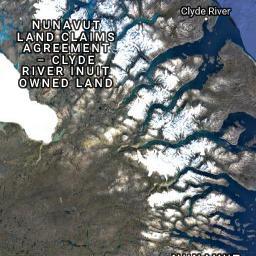 Clyde River
NUNAVUT
LAND CLAIMS
AGREEMENT
– CLYDE
RIVER INUIT
OWNED LAND